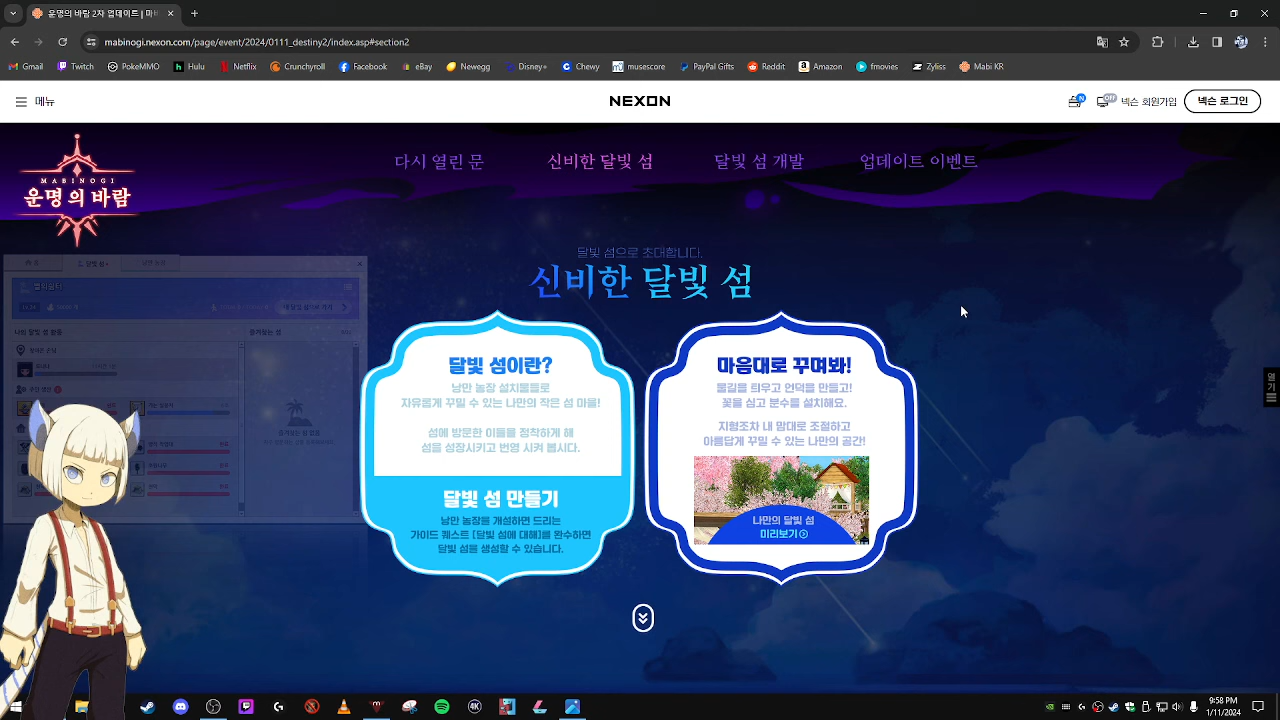 운명의 바람 2차 업데이트 | 마비
mabinogi.nexon.com/page/event/2024/0111_destiny2/index.asp#section2
Gmail Twitch PokeMMO Hulu Netflix Crunchyroll Facebook eBay Newegg Disney+ Chewy musescore PayPal Gifts Reddit Amazon movies Zyliss Mabi KR
메뉴
NEXON
N OFF 넥슨 회원가입 넥슨 로그인
MABINOGI
운명의 바람
다시 열린 문 신비한 달빛 섬 달빛 섬 개발 업데이트 이벤트
달빛 섬으로 초대합니다.
신비한 달빛 섬
달빛 섬이란?
낭만 농장 설치물들로
자유롭게 꾸밀 수 있는 나만의 작은 섬 마을!
섬에 방문한 이들을 정착하게 해
섬을 성장시키고 번영 시켜 봅시다.
달빛 섬 만들기
낭만 농장을 개설하면 드리는
가이드 퀘스트 [달빛 섬에 대해]를 완수하면
달빛 섬을 생성할 수 있습니다.
마음대로 꾸며봐!
물길을 틔우고 언덕을 만들고!
꽃을 심고 분수를 설치해요.
지형조차 내 맘대로 조절하고
아름답게 꾸밀 수 있는 나만의 공간!
나만의 달빛 섬
미리보기
열기
4K
9:58 PM
1/11/2024